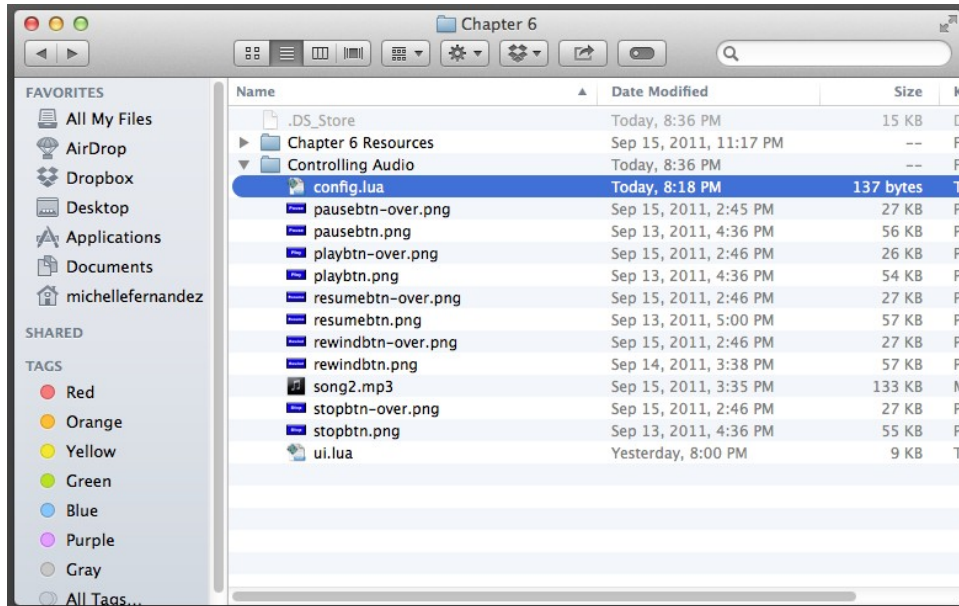 Chapter 6
FAVORITES
All My Files
AirDrop
Dropbox
Desktop
Applications
Documents
michellefernandez
SHARED
TAGS
Red
Orange
Yellow
Green
Blue
Purple
Gray
All Tags...
Name Date Modified Size
.DS_Store Today, 8:36 PM 15 KB
Chapter 6 Resources Sep 15, 2011, 11:17 PM --
Controlling Audio Today, 8:36 PM --
config.lua Today, 8:18 PM 137 bytes
pausebtn-over.png Sep 15, 2011, 2:45 PM 27 KB
pausebtn.png Sep 13, 2011, 4:36 PM 56 KB
playbtn-over.png Sep 15, 2011, 2:46 PM 26 KB
playbtn.png Sep 13, 2011, 4:36 PM 54 KB
resumebtn-over.png Sep 15, 2011, 2:46 PM 27 KB
resumebtn.png Sep 13, 2011, 5:00 PM 57 KB
rewindbtn-over.png Sep 15, 2011, 2:46 PM 27 KB
rewindbtn.png Sep 14, 2011, 3:38 PM 57 KB
song2.mp3 Sep 15, 2011, 3:35 PM 133 KB
stopbtn-over.png Sep 15, 2011, 2:46 PM 27 KB
stopbtn.png Sep 13, 2011, 4:36 PM 55 KB
ui.lua Yesterday, 8:00 PM 9 KB